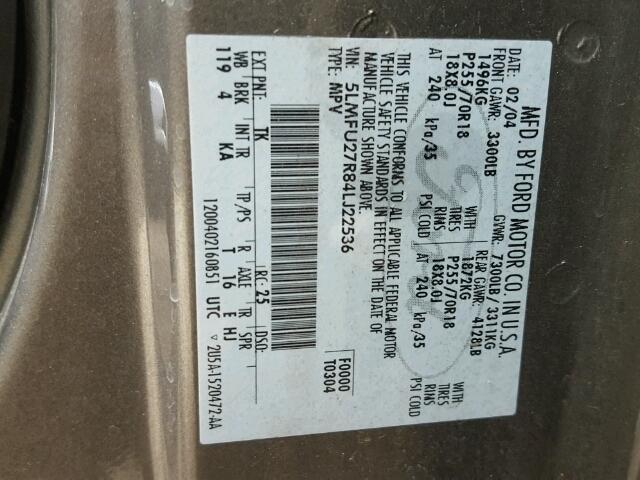 MFD. BY FORD MOTOR CO. IN U.S.A.
DATE: 02/04 GVWR: 7300LB/ 3311KG
FRONT GAWR: 3300LB REAR GAWR: 4128LB
1496KG WITH 1872KG WITH
P255/70R18 TIRES P255/70R18 TIRES
18X8.0J RIMS 18X8.0J RIMS
AT 240 kPa/35 PSI COLD AT 240 kPa/35 PSI COLD
THIS VEHICLE CONFORMS TO ALL APPLICABLE FEDERAL MOTOR
VEHICLE SAFETY STANDARDS IN EFFECT ON THE DATE OF
MANUFACTURE SHOWN ABOVE.
VIN: 5LMFU27R84LJ22536 F0000
TYPE: MPV T0304
EXT PNT: TK RC: 25 DSO:
WB BRK INT TR TP/PS R AXLE TR SPR
119 4 KA T 16 E HJ
120040216085​1 UTC ▽ 2U5A-1520472-AA